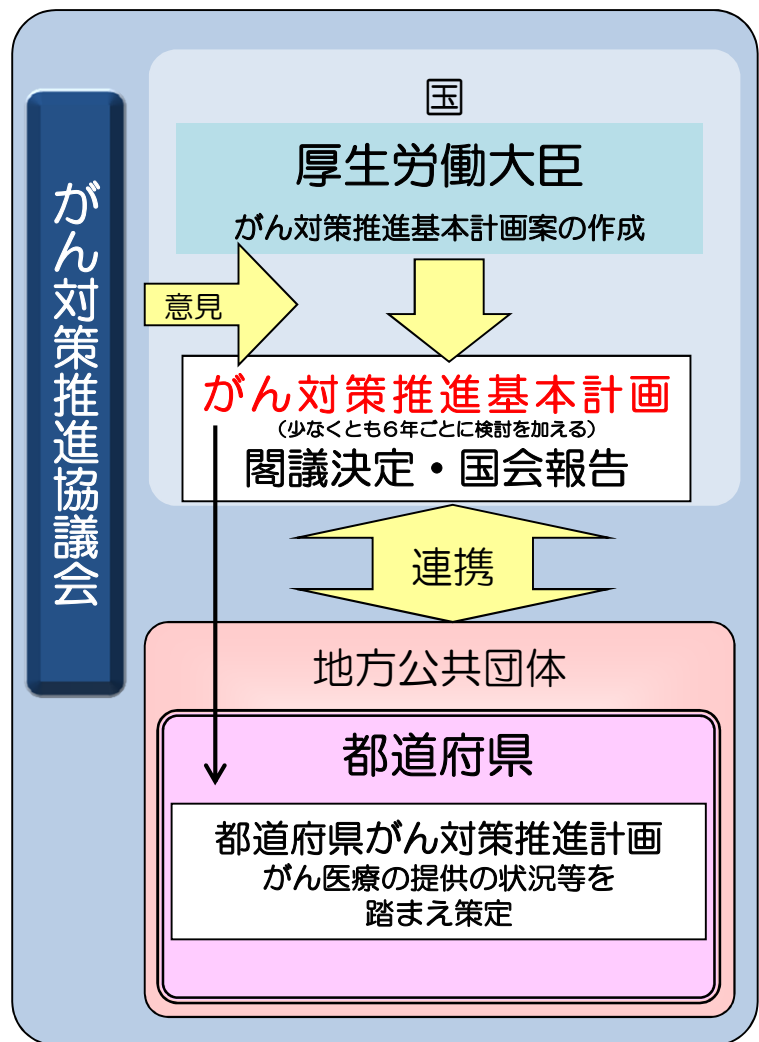 がん対策推進協議会
国
厚生労働大臣
がん対策推進基本計画案の作成
意見
がん対策推進基本計画
（少なくとも６年ごとに検討を加える）
閣議決定・国会報告
連携
地方公共団体
都道府県
都道府県がん対策推進計画
がん医療の提供の状況等を
踏まえ策定